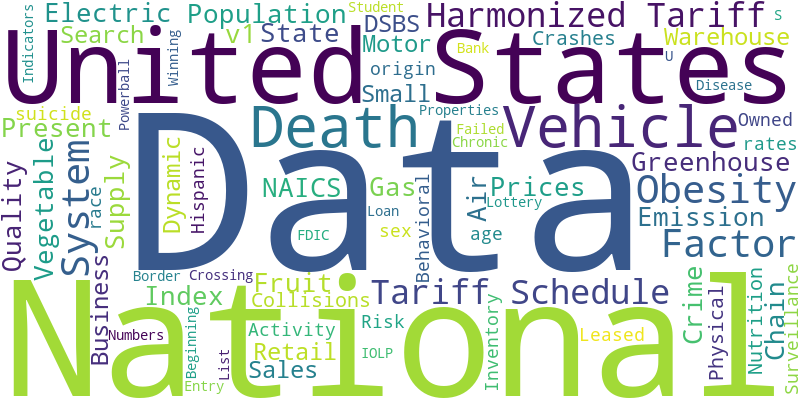 Student
Electric
Population
DSBS
Harmonized Tariff
S
Indicators
Search
v1
State
Winning
Motor
Crashes
Warehouse
Bank
United States
U
origin
Powerball
Small
Disease
Properties
suicide
Present
Death
Vehicle
Owned
Failed
Chronic
rates
Data
Quality
Vegetable
System
race
Supply
Dynamic
Hispanic
NAICS
Gas
Behavioral
Air
Prices
Greenhouse
Obesity
Lottery
Loan
FDIC
sex
age
Emission
Factor
Border
Crossing
Business
Index
Fruit
Collisions
Tariff Schedule
National
Numbers
Beginning
List
Activity
Risk
Inventory
Leased
Crime
Physical
Nutrition
Chain
Surveillance
Retail
IOLP
Sales
Entry